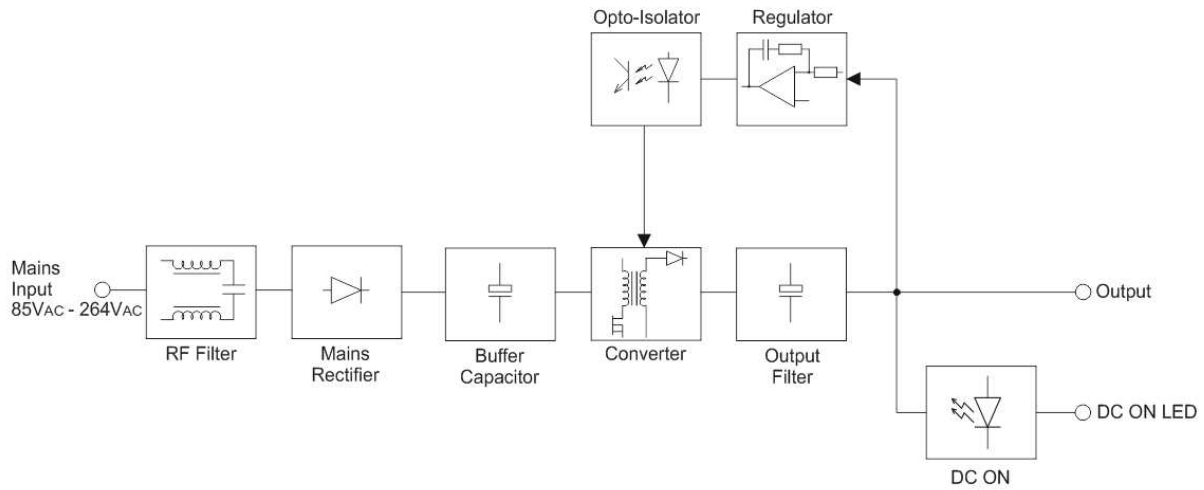 Opto-Isolator
Regulator
Mains
Input
85VAC - 264VAC
RF Filter
Mains
Rectifier
Buffer
Capacitor
Converter
Output
Filter
Output
DC ON LED
DC ON